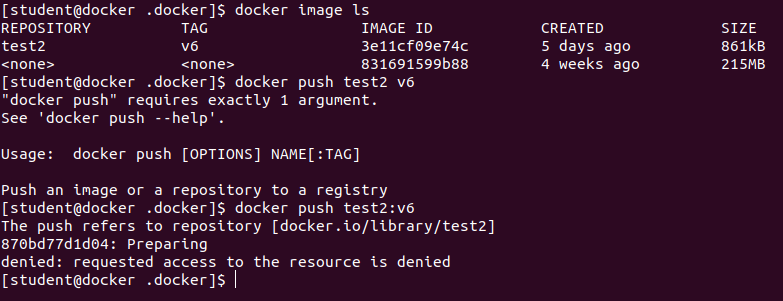 [student@docker .docker]$ docker image ls
REPOSITORY TAG IMAGE ID CREATED SIZE
test2 v6 3e11cf09e74c 5 days ago 861kB
<none> <none> 831691599b88 4 weeks ago 215MB
[student@docker .docker]$ docker push test2 v6
"docker push" requires exactly 1 argument.
See 'docker push --help'.
Usage: docker push [OPTIONS] NAME[:TAG]
Push an image or a repository to a registry
[student@docker .docker]$ docker push test2:v6
The push refers to repository [docker.io/library/test2]
870bd77d1d04: Preparing
denied: requested access to the resource is denied
[student@docker .docker]$